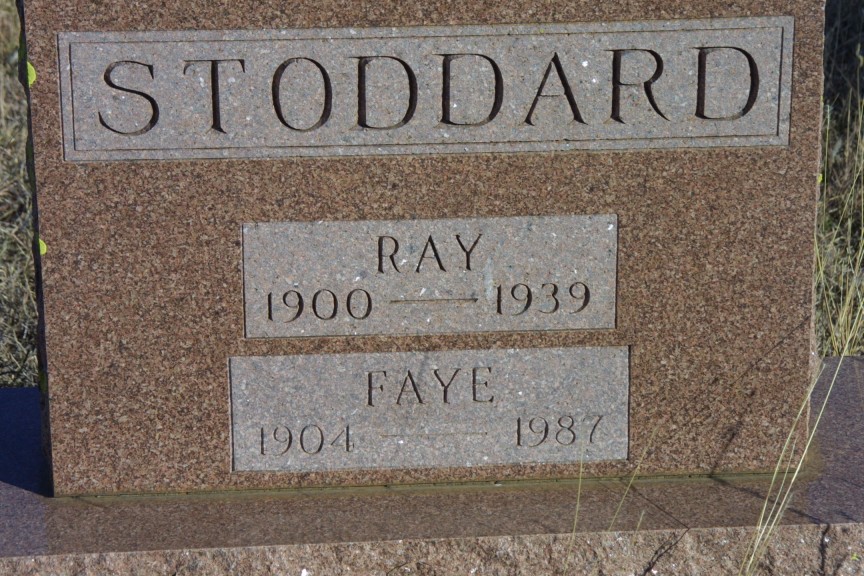 STODDARD
RAY
1900 — 1939
FAYE
1904 — 1987